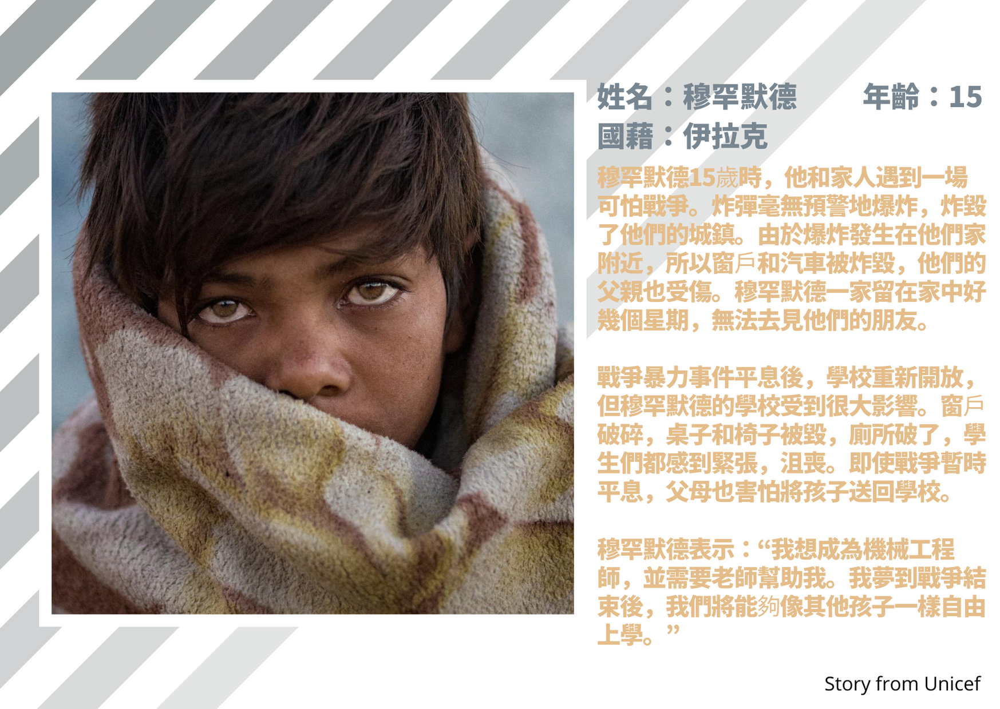 姓名：穆罕默德 年齡：15
國藉：伊拉克
穆罕默德15歲時，他和家人遇到一場
可怕戰爭。炸彈毫無預警地爆炸，炸毀
了他們的城鎮。由於爆炸發生在他們家
附近，所以窗戶和汽車被炸毀，他們的
父親也受傷。穆罕默德一家留在家中好
幾個星期，無法去見他們的朋友。
戰爭暴力事件平息後，學校重新開放，
但穆罕默德的學校受到很大影響。窗戶
破碎，桌子和椅子被毀，廁所破了，學
生們都感到緊張，沮喪。即使戰爭暫時
平息，父母也害怕將孩子送回學校。
穆罕默德表示：“我想成為機械工程
師，並需要老師幫助我。我夢到戰爭結
束後，我們將能夠像其他孩子一樣自由
上學。”
Story from Unicef